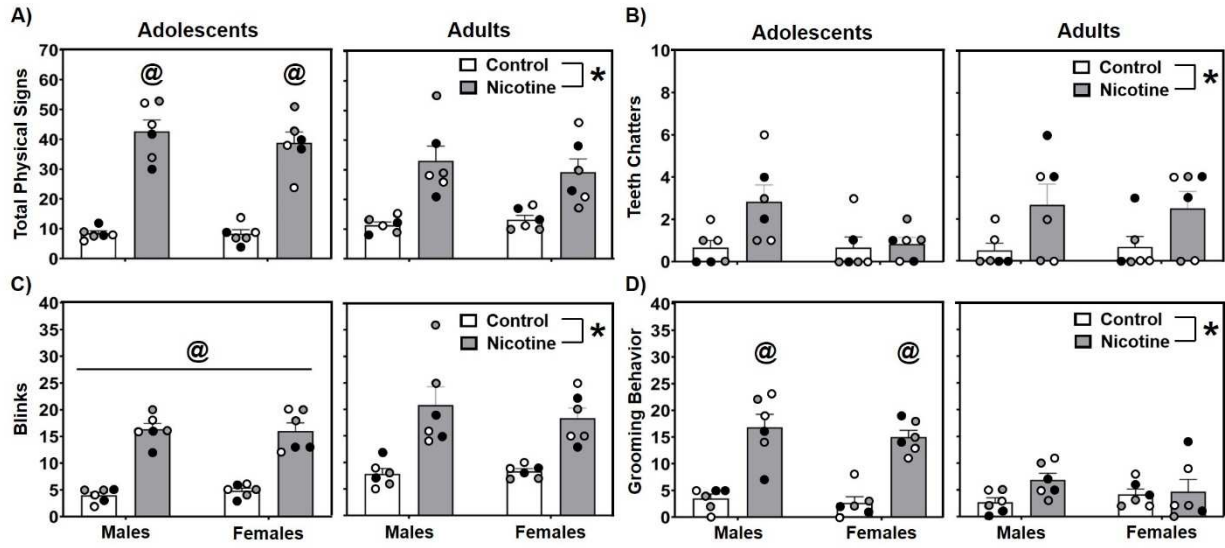 A)
Adolescents
Adults
Total Physical Signs
70
60
50
40
30
20
10
0
@
@
Control
Nicotine
*
B)
Adolescents
Adults
Teeth Chatters
10
8
6
4
2
0
Control
Nicotine
*
C)
Blinks
40
35
30
25
20
15
10
5
0
@
Control
Nicotine
*
Males
Females
Males
Females
D)
Grooming Behavior
40
35
30
25
20
15
10
5
0
@
@
Control
Nicotine
*
Males
Females
Males
Females